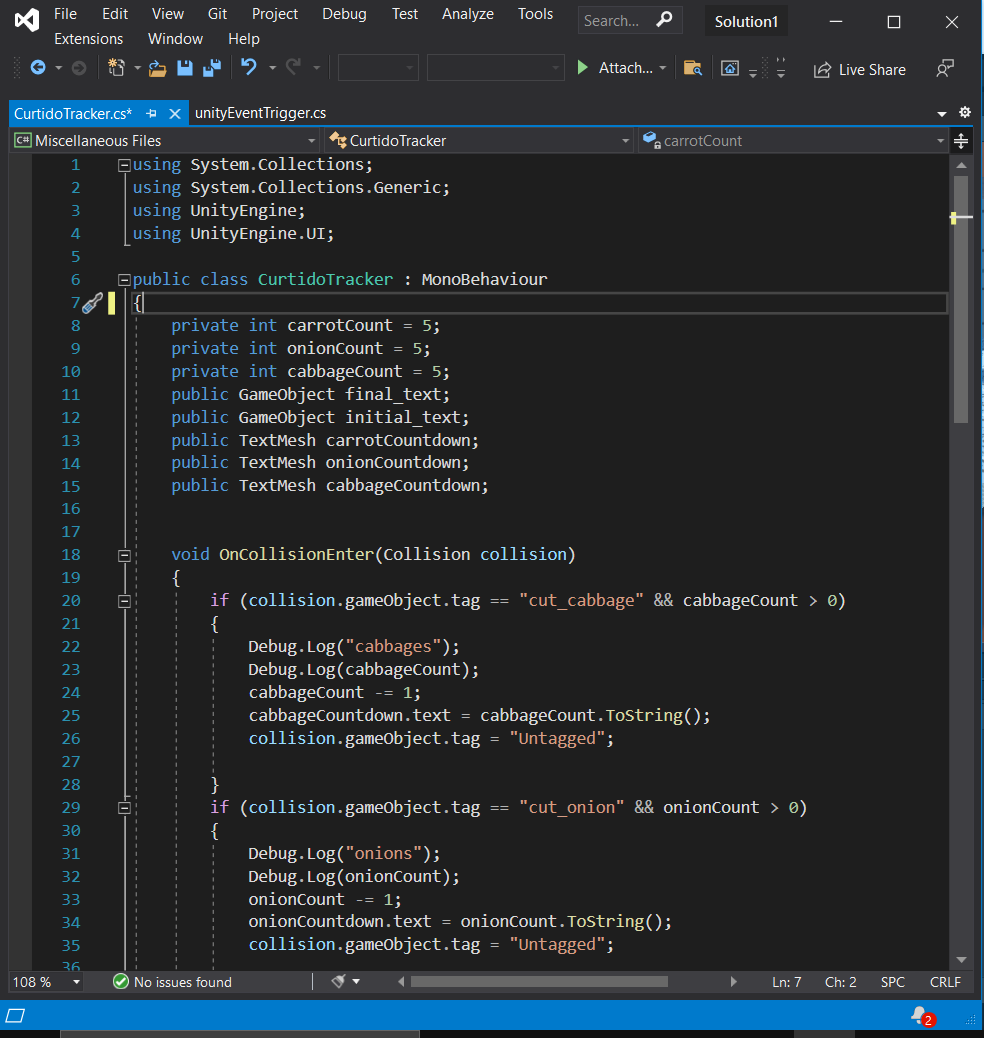 File Edit View Git Project Debug Test Analyze Tools Search... Solution1
Extensions Window Help
Attach... Live Share
CurtidoTracker.cs* unityEventTrigger.cs
C# Miscellaneous Files CurtidoTracker carrotCount
1 using System.Collections;
2 using System.Collections.Generic;
3 using UnityEngine;
4 using UnityEngine.UI;
5
6 public class CurtidoTracker : MonoBehaviour
7 {
8 private int carrotCount = 5;
9 private int onionCount = 5;
10 private int cabbageCount = 5;
11 public GameObject final_text;
12 public GameObject initial_text;
13 public TextMesh carrotCountdown;
14 public TextMesh onionCountdown;
15 public TextMesh cabbageCountdown;
16
17
18 void OnCollisionEnter(Collision collision)
19 {
20 if (collision.gameObject.tag == "cut_cabbage" && cabbageCount > 0)
21 {
22 Debug.Log("cabbages");
23 Debug.Log(cabbageCount);
24 cabbageCount -= 1;
25 cabbageCountdown.text = cabbageCount.ToString();
26 collision.gameObject.tag = "Untagged";
27
28 }
29 if (collision.gameObject.tag == "cut_onion" && onionCount > 0)
30 {
31 Debug.Log("onions");
32 Debug.Log(onionCount);
33 onionCount -= 1;
34 onionCountdown.text = onionCount.ToString();
35 collision.gameObject.tag = "Untagged";
36
108 % No issues found Ln: 7 Ch: 2 SPC CRLF
2